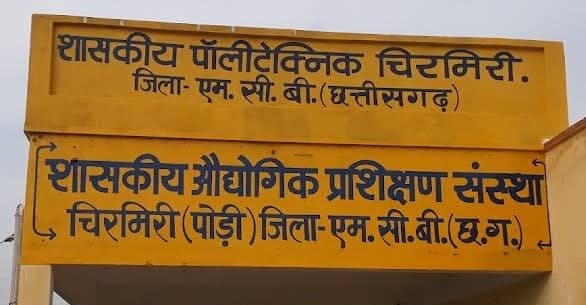 शासकीय पॉलीटेक्निक चिरमिरी.
जिला- एम. सी. बी. (छत्तीसगढ़)
शासकीय औद्योगिक प्रशिक्षण संस्था
चिरमिरी (पोड़ी) जिला-एम. सी. बी. (छ.ग.)